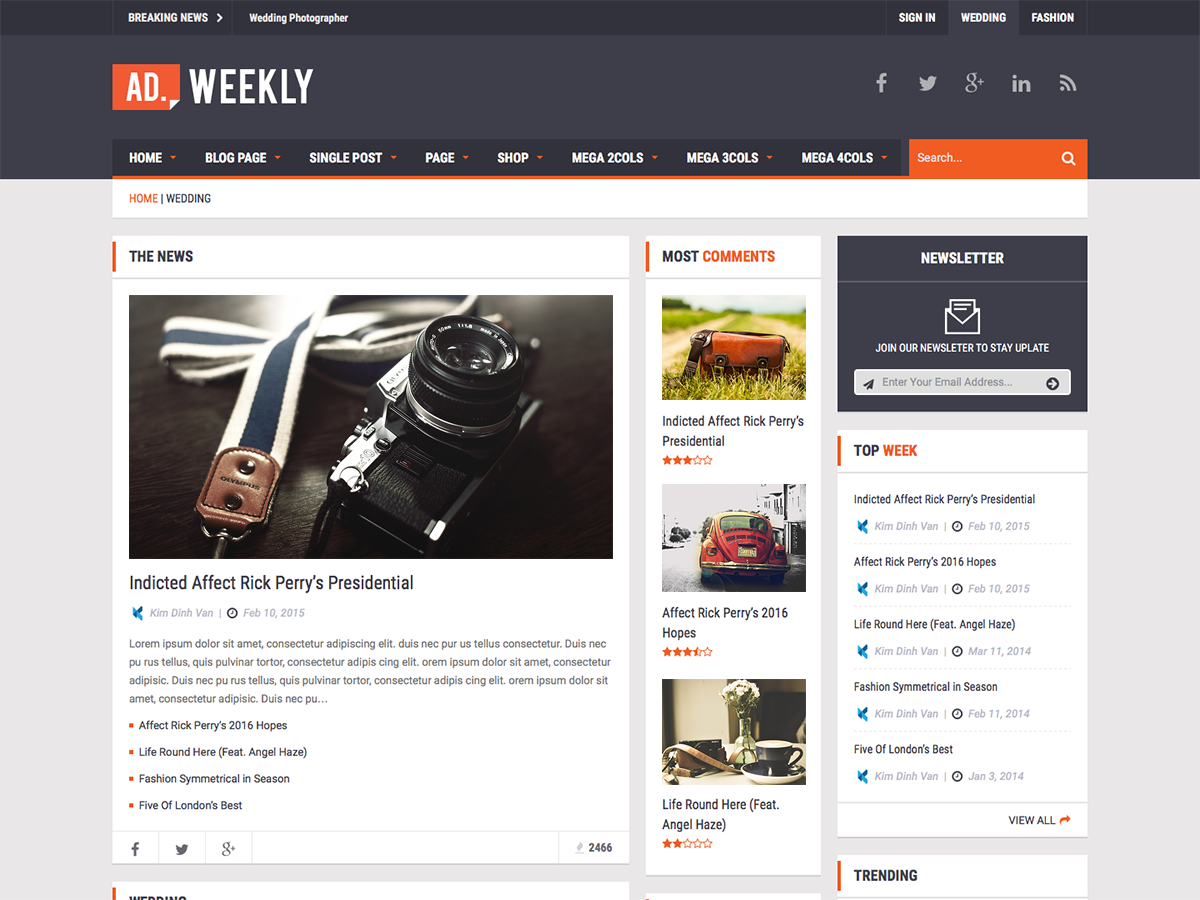 BREAKING NEWS
Wedding Photographer
SIGN IN
WEDDING
FASHION
AD. WEEKLY
HOME
BLOG PAGE
SINGLE POST
PAGE
SHOP
MEGA 2COLS
MEGA 3COLS
MEGA 4COLS
Search...
HOME | WEDDING
THE NEWS
OLYMPUS
Indicted Affect Rick Perry's Presidential
Kim Dinh Van | Feb 10, 2015
Lorem ipsum dolor sit amet, consectetur adipiscing elit. duis nec pur us tellus consectetur. Duis nec
pu rus tellus, quis pulvinar tortor, consectetur adipis cing elit. orem ipsum dolor sit amet, consectetur
adipisic. Duis nec pu rus tellus, quis pulvinar tortor, consectetur adipis cing elit. orem ipsum dolor sit
amet, consectetur adipisic. Duis nec pu…
Affect Rick Perry's 2016 Hopes
Life Round Here (Feat. Angel Haze)
Fashion Symmetrical in Season
Five Of London's Best
2466
MOST COMMENTS
Indicted Affect Rick Perry's
Presidential
Affect Rick Perry's 2016
Hopes
Life Round Here (Feat.
Angel Haze)
NEWSLETTER
JOIN OUR NEWSLETER TO STAY UPLATE
Enter Your Email Address...
TOP WEEK
Indicted Affect Rick Perry's Presidential
Kim Dinh Van | Feb 10, 2015
Affect Rick Perry's 2016 Hopes
Kim Dinh Van | Feb 10, 2015
Life Round Here (Feat. Angel Haze)
Kim Dinh Van | Mar 11, 2014
Fashion Symmetrical in Season
Kim Dinh Van | Feb 11, 2014
Five Of London's Best
Kim Dinh Van | Jan 3, 2014
VIEW ALL
TRENDING
WEDDING